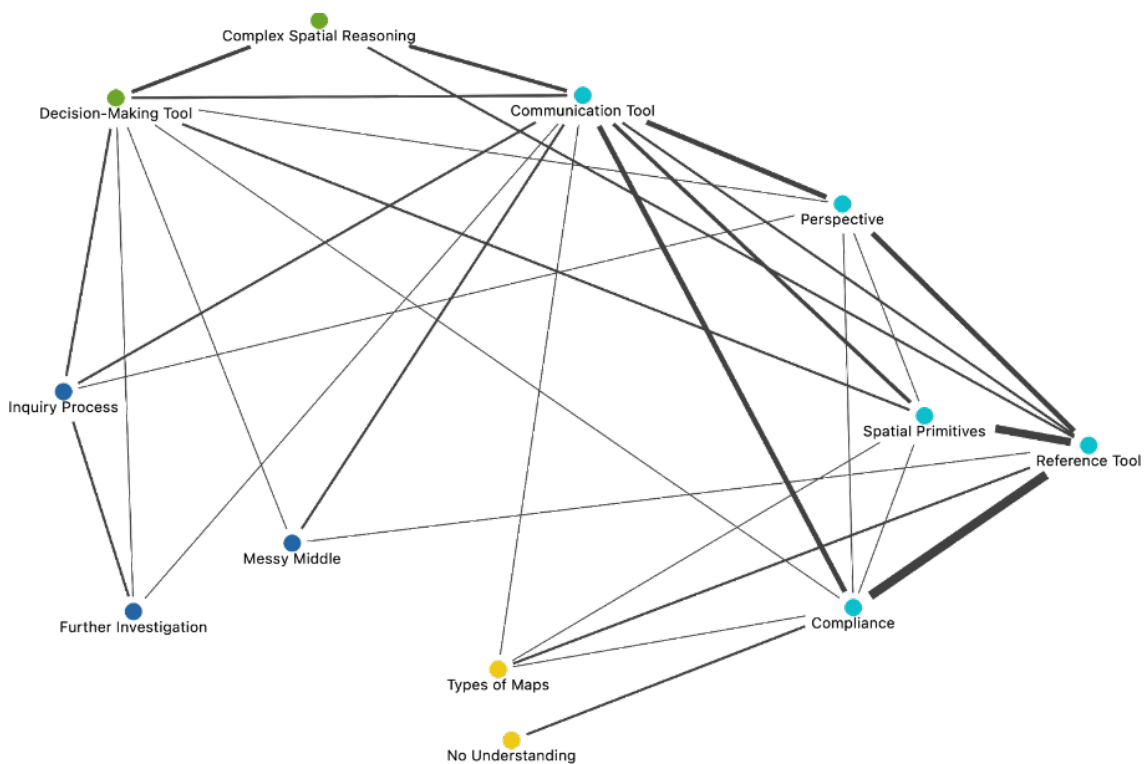 Complex Spatial Reasoning
Decision-Making Tool
Communication Tool
Perspective
Inquiry Process
Spatial Primitives
Reference Tool
Messy Middle
Further Investigation
Compliance
Types of Maps
No Understanding